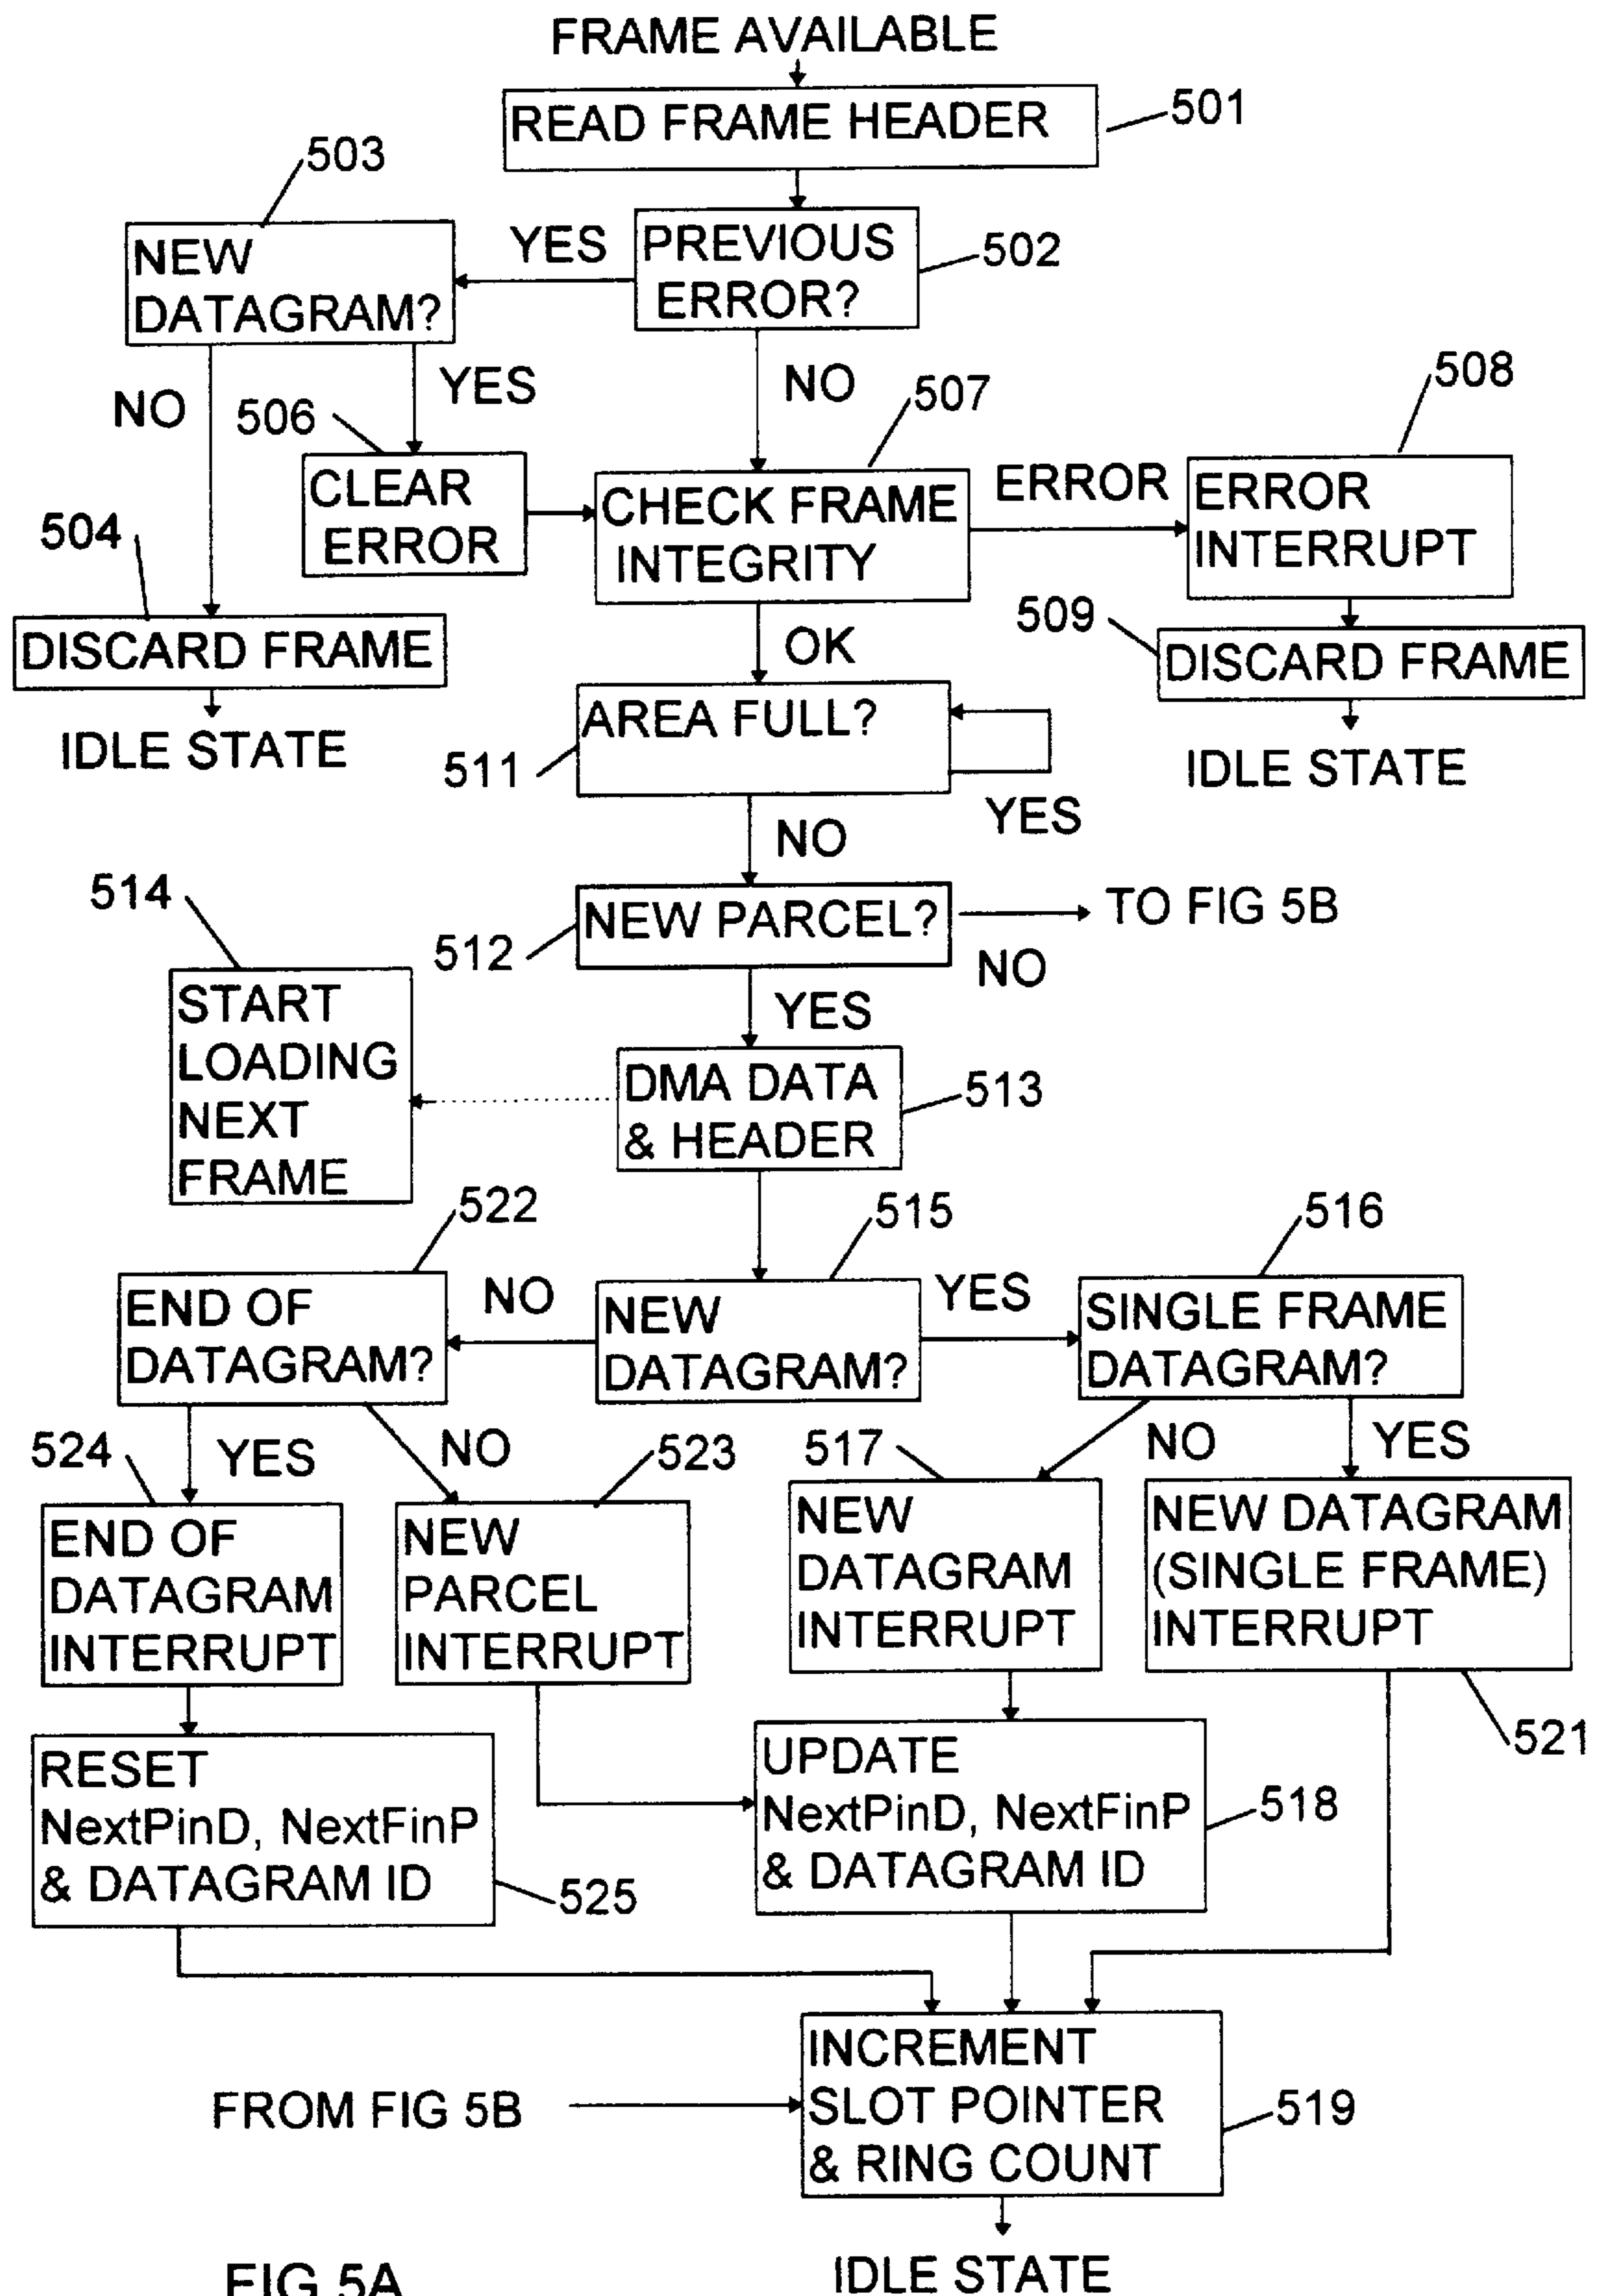 FRAME AVAILABLE
READ FRAME HEADER
501
503
NEW
DATAGRAM?
YES
PREVIOUS
ERROR?
502
NO
YES
NO
506
507
508
CLEAR
ERROR
CHECK FRAME
INTEGRITY
ERROR
ERROR
INTERRUPT
504
DISCARD FRAME
IDLE STATE
OK
509
DISCARD FRAME
IDLE STATE
AREA FULL?
511
YES
NO
514
NEW PARCEL?
512
TO FIG 5B
NO
YES
START
LOADING
NEXT
FRAME
DMA DATA
& HEADER
513
522
515
516
END OF
DATAGRAM?
NO
NEW
DATAGRAM?
YES
SINGLE FRAME
DATAGRAM?
524
YES
NO
523
517
NO
YES
END OF
DATAGRAM
INTERRUPT
NEW
PARCEL
INTERRUPT
NEW
DATAGRAM
INTERRUPT
NEW DATAGRAM
(SINGLE FRAME)
INTERRUPT
521
RESET
NextPinD, NextFinP
& DATAGRAM ID
525
UPDATE
NextPinD, NextFinP
& DATAGRAM ID
518
FROM FIG 5B
INCREMENT
SLOT POINTER
& RING COUNT
519
IDLE STATE
FIG 5A